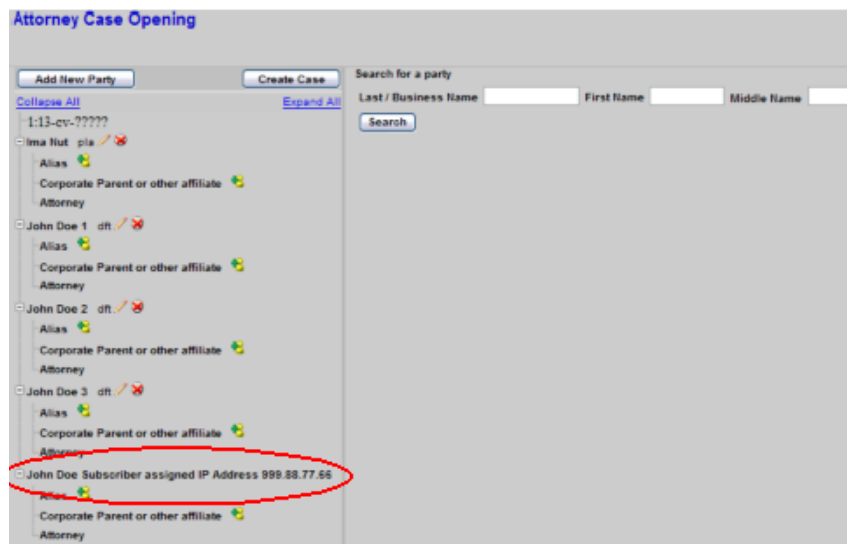 Attorney Case Opening
Add New Party Create Case
Collapse All Expand All
1:13-cv-?????
Ima Nut pla
Alias
Corporate Parent or other affiliate
Attorney
John Doe 1 dft
Alias
Corporate Parent or other affiliate
Attorney
John Doe 2 dft
Alias
Corporate Parent or other affiliate
Attorney
John Doe 3 dft
Alias
Corporate Parent or other affiliate
Attorney
John Doe Subscriber assigned IP Address 999.88.77.66
Alias
Corporate Parent or other affiliate
Attorney
Search for a party
Last / Business Name First Name Middle Name
Search